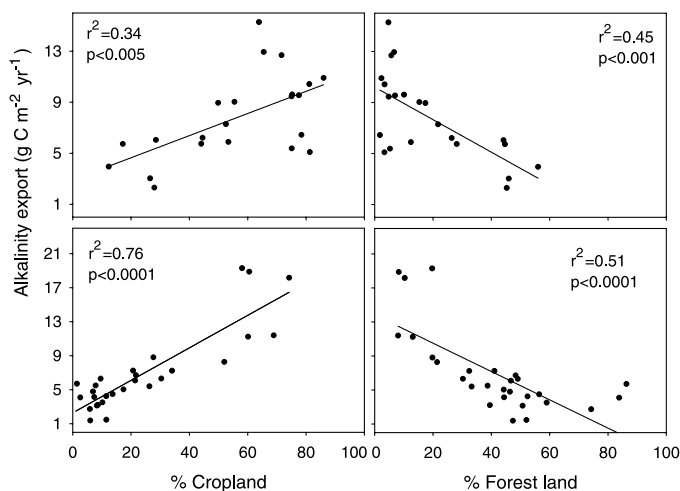 Alkalinity export (g C m⁻² yr⁻¹)
13
9
5
1
r²=0.34
p<0.005
r²=0.45
p<0.001
21
17
13
9
5
1
r²=0.76
p<0.0001
r²=0.51
p<0.0001
0 20 40 60 80 100
0 20 40 60 80 100
% Cropland
% Forest land